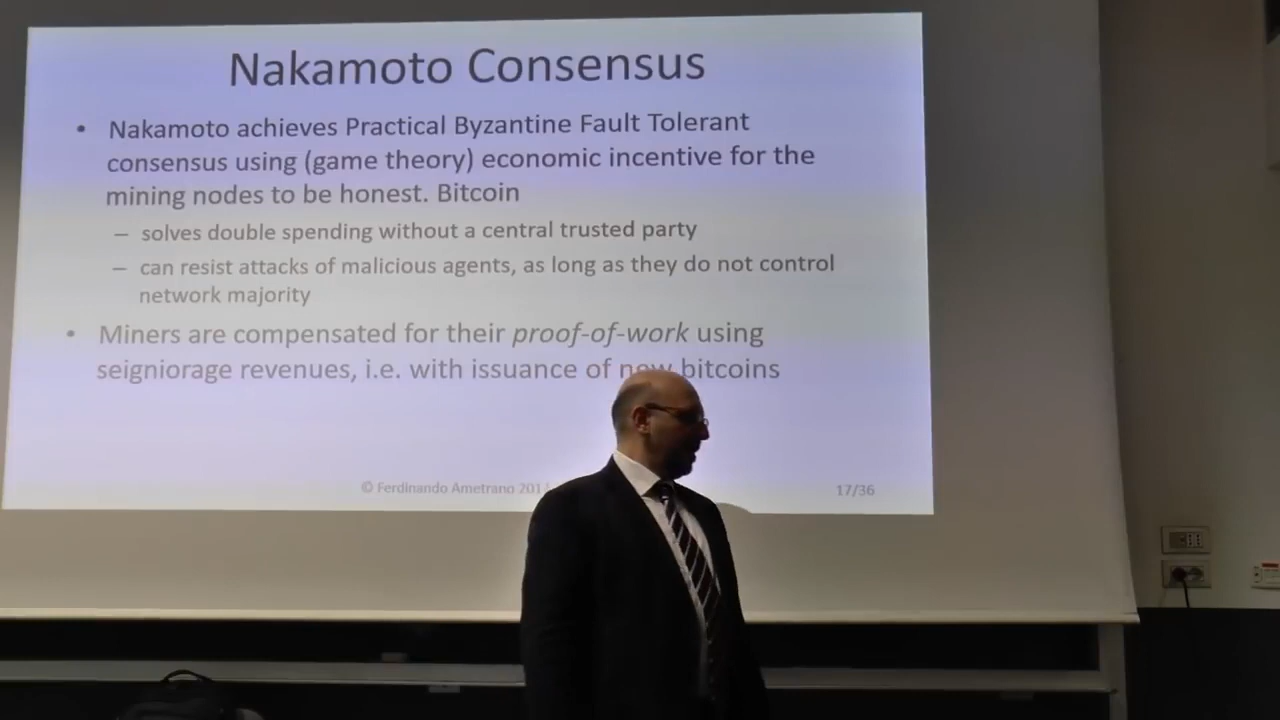 Nakamoto Consensus
• Nakamoto achieves Practical Byzantine Fault Tolerant
consensus using (game theory) economic incentive for the
mining nodes to be honest. Bitcoin
– solves double spending without a central trusted party
– can resist attacks of malicious agents, as long as they do not control
network majority
• Miners are compensated for their proof-of-work using
seigniorage revenues, i.e. with issuance of new bitcoins
© Ferdinando Ametrano
17/36